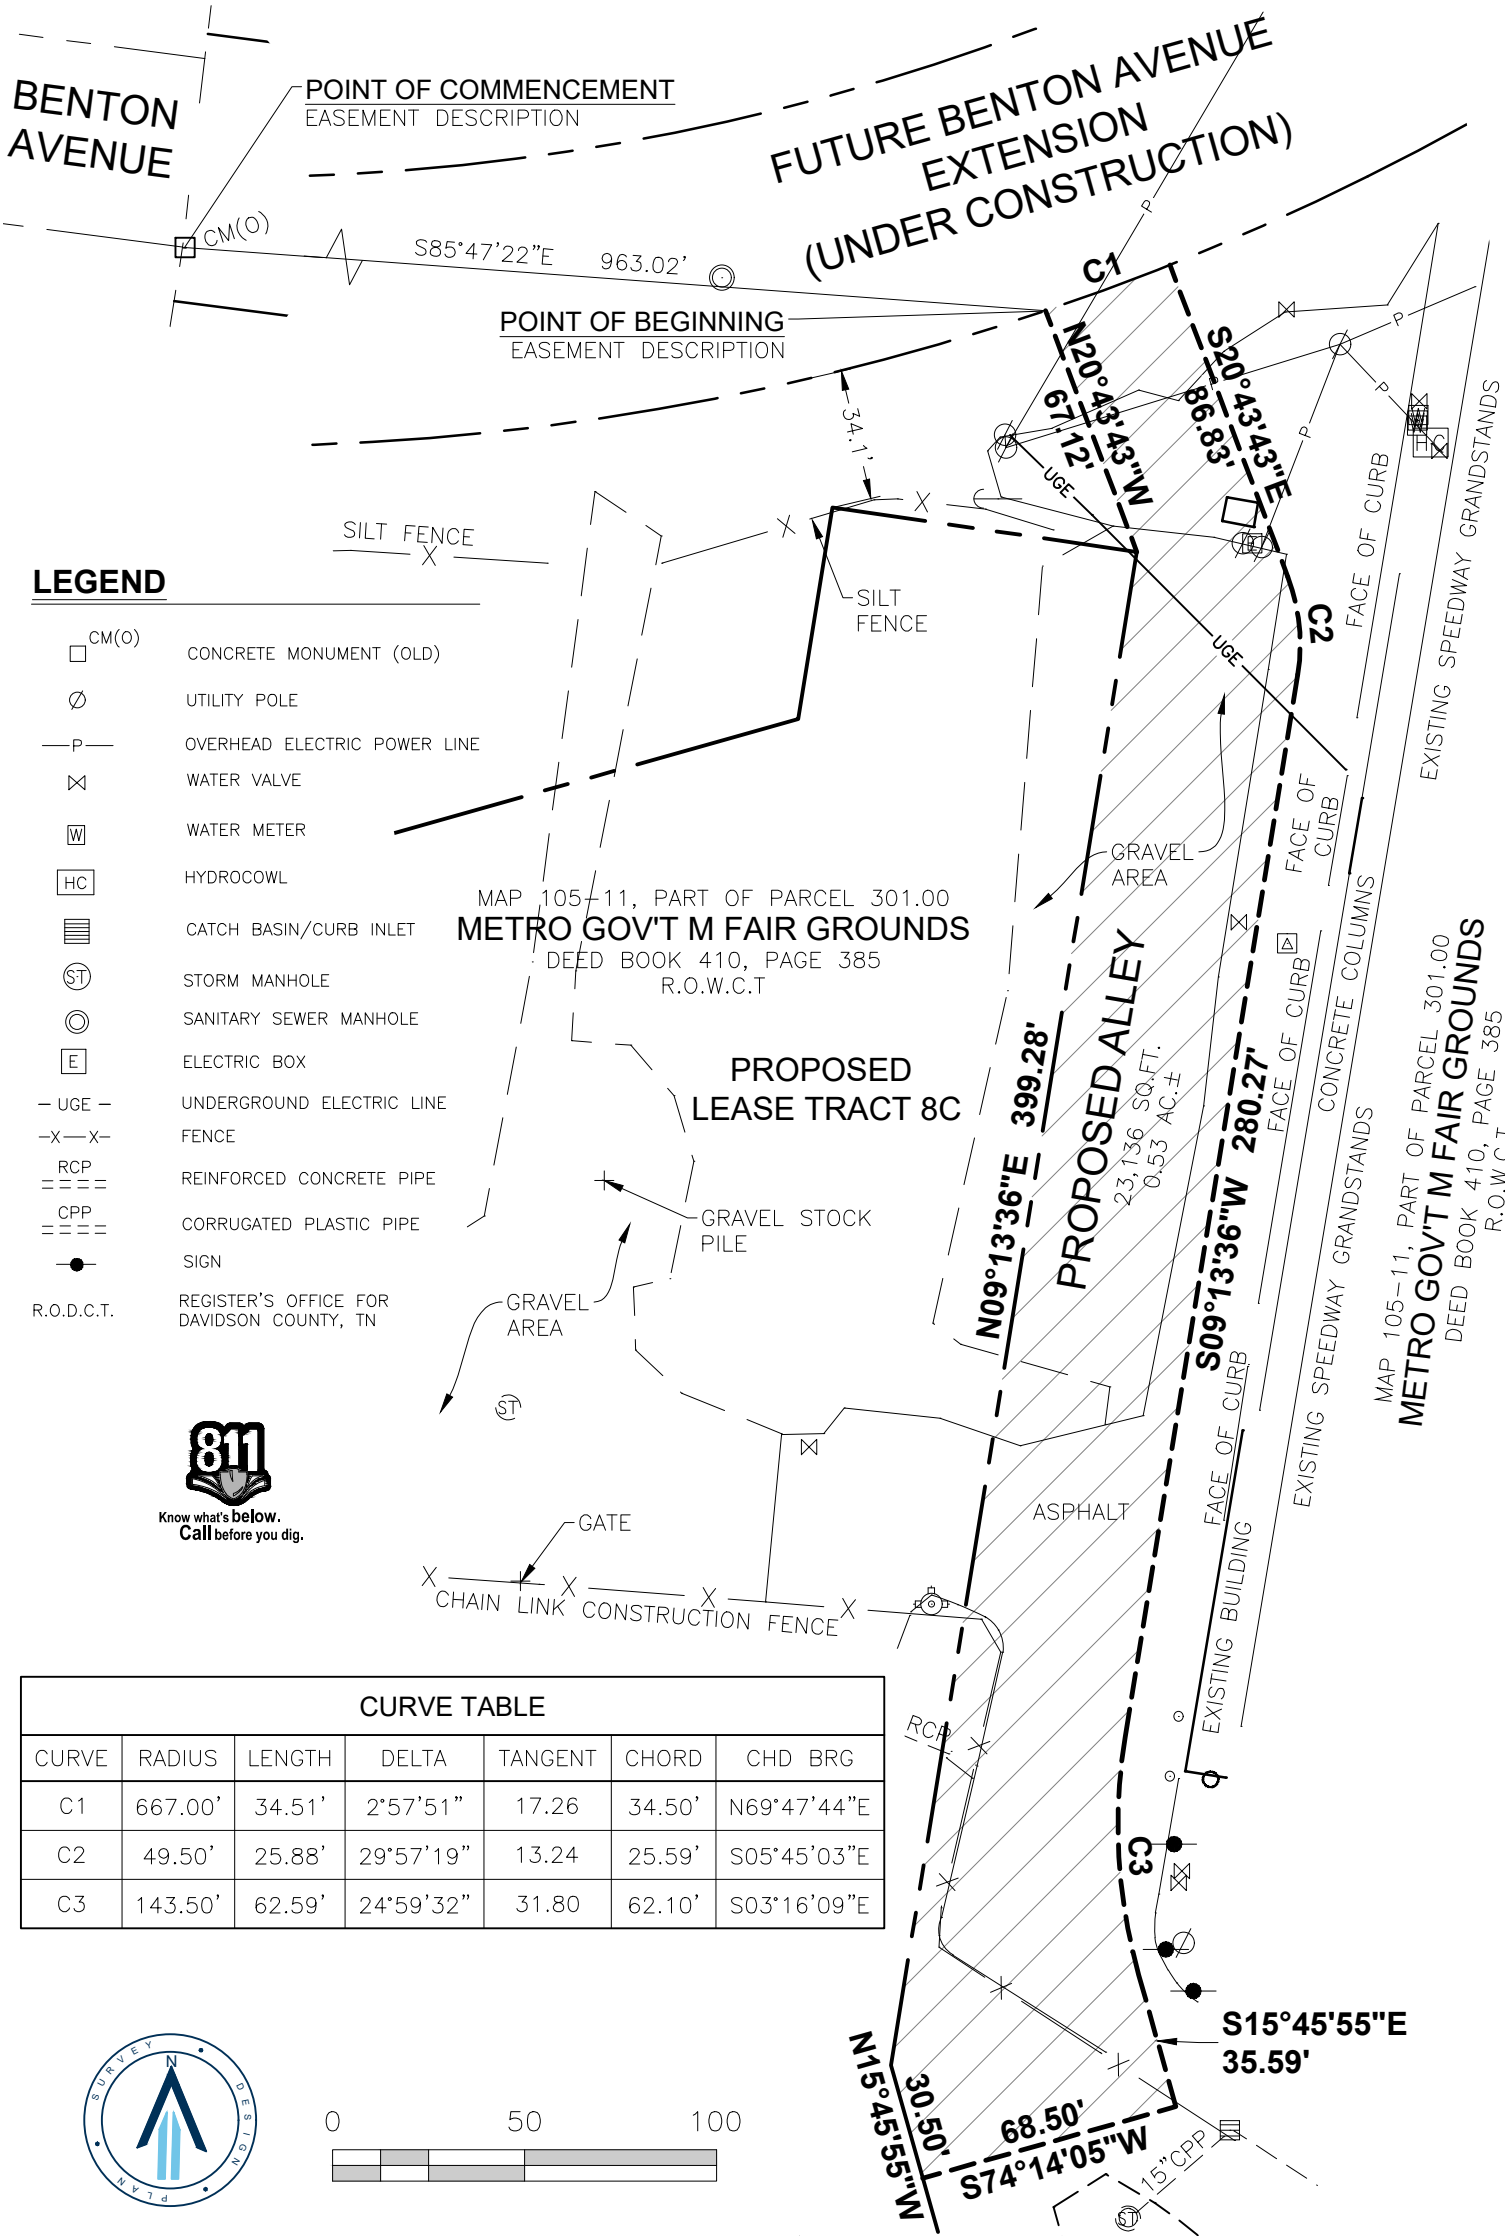 BENTON
AVENUE
POINT OF COMMENCEMENT
EASEMENT DESCRIPTION
FUTURE BENTON AVENUE
EXTENSION
(UNDER CONSTRUCTION)
CM(O)
S85°47'22"E 963.02'
POINT OF BEGINNING
EASEMENT DESCRIPTION
C1
P
P
P
P
N20°43'43"W
67.12'
S20°43'43"E
86.83'
34.1'
UGE
UGE
HC
W
E
SILT FENCE
X
X
X
SILT
FENCE
C2
FACE OF CURB
EXISTING SPEEDWAY GRANDSTANDS
LEGEND
CM(O)
CONCRETE MONUMENT (OLD)
UTILITY POLE
P
OVERHEAD ELECTRIC POWER LINE
WATER VALVE
W
WATER METER
HC
HYDROCOWL
CATCH BASIN/CURB INLET
ST
STORM MANHOLE
SANITARY SEWER MANHOLE
E
ELECTRIC BOX
UGE
UNDERGROUND ELECTRIC LINE
X X
FENCE
RCP
REINFORCED CONCRETE PIPE
CPP
CORRUGATED PLASTIC PIPE
SIGN
R.O.D.C.T.
REGISTER'S OFFICE FOR
DAVIDSON COUNTY, TN
MAP 105-11, PART OF PARCEL 301.00
METRO GOV'T M FAIR GROUNDS
DEED BOOK 410, PAGE 385
R.O.W.C.T
PROPOSED
LEASE TRACT 8C
GRAVEL
AREA
PROPOSED ALLEY
23,136 SQ.FT.
0.53 AC.±
N09°13'36"E 399.28'
S09°13'36"W 280.27'
FACE OF
CURB
FACE OF CURB
CONCRETE COLUMNS
EXISTING SPEEDWAY GRANDSTANDS
MAP 105-11, PART OF PARCEL 301.00
METRO GOV'T M FAIR GROUNDS
DEED BOOK 410, PAGE 385
R.O.W.C.T
GRAVEL STOCK
PILE
GRAVEL
AREA
ST
811
Know what's below.
Call before you dig.
GATE
X X X X
CHAIN LINK CONSTRUCTION FENCE
ASPHALT
FACE OF CURB
EXISTING BUILDING
RCP
CURVE TABLE
CURVE RADIUS LENGTH DELTA TANGENT CHORD CHD BRG
C1 667.00' 34.51' 2°57'51" 17.26 34.50' N69°47'44"E
C2 49.50' 25.88' 29°57'19" 13.24 25.59' S05°45'03"E
C3 143.50' 62.59' 24°59'32" 31.80 62.10' S03°16'09"E
C3
S15°45'55"E
35.59'
N15°45'55"W
30.50'
68.50'
S74°14'05"W
15"CPP
ST
SURVEY
DESIGN
PLAN
N
0 50 100